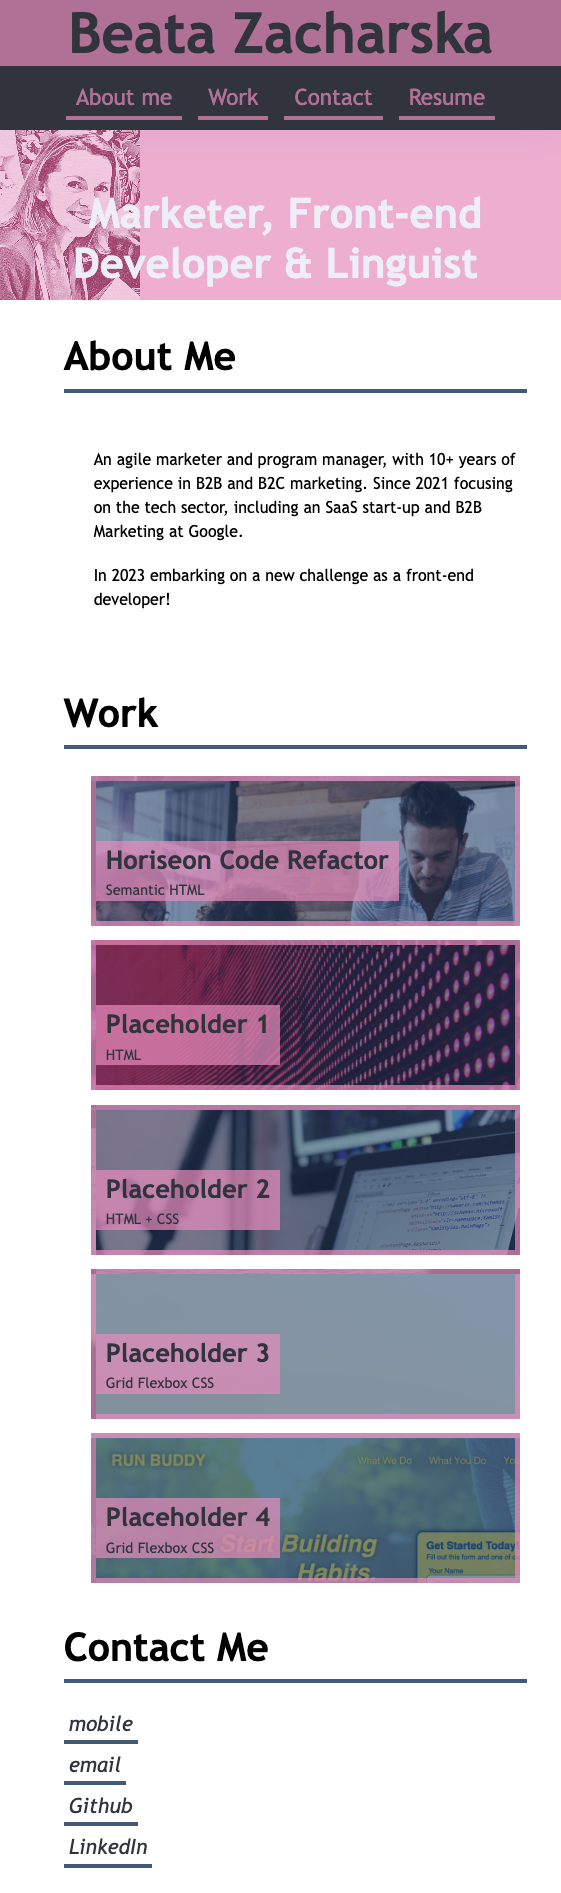 Beata Zacharska
About me Work Contact Resume
Marketer, Front-end
Developer & Linguist
About Me
An agile marketer and program manager, with 10+ years of
experience in B2B and B2C marketing. Since 2021 focusing
on the tech sector, including an SaaS start-up and B2B
Marketing at Google.
In 2023 embarking on a new challenge as a front-end
developer!
Work
Horiseon Code Refactor
Semantic HTML
Placeholder 1
HTML
Placeholder 2
HTML + CSS
Placeholder 3
Grid Flexbox CSS
RUN BUDDY What We Do What You Do
Placeholder 4
Start Building
Grid Flexbox CSS
Habits.
Get Started Today!
Fill out this form and one of
Your Name
Contact Me
mobile
email
Github
LinkedIn